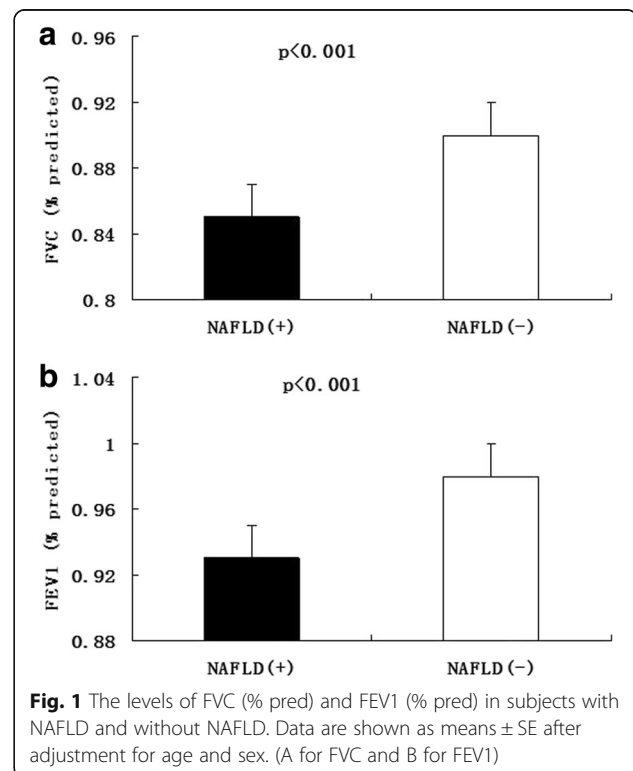 a
0.96
p<0.001
0.92
0.88
0.84
0.8
FVC (% predicted)
NAFLD(+) NAFLD(-)
b
1.04
p<0.001
1
0.96
0.92
0.88
FEV1 (% predicted)
NAFLD(+) NAFLD(-)
Fig. 1 The levels of FVC (% pred) and FEV1 (% pred) in subjects with
NAFLD and without NAFLD. Data are shown as means ± SE after
adjustment for age and sex. (A for FVC and B for FEV1)